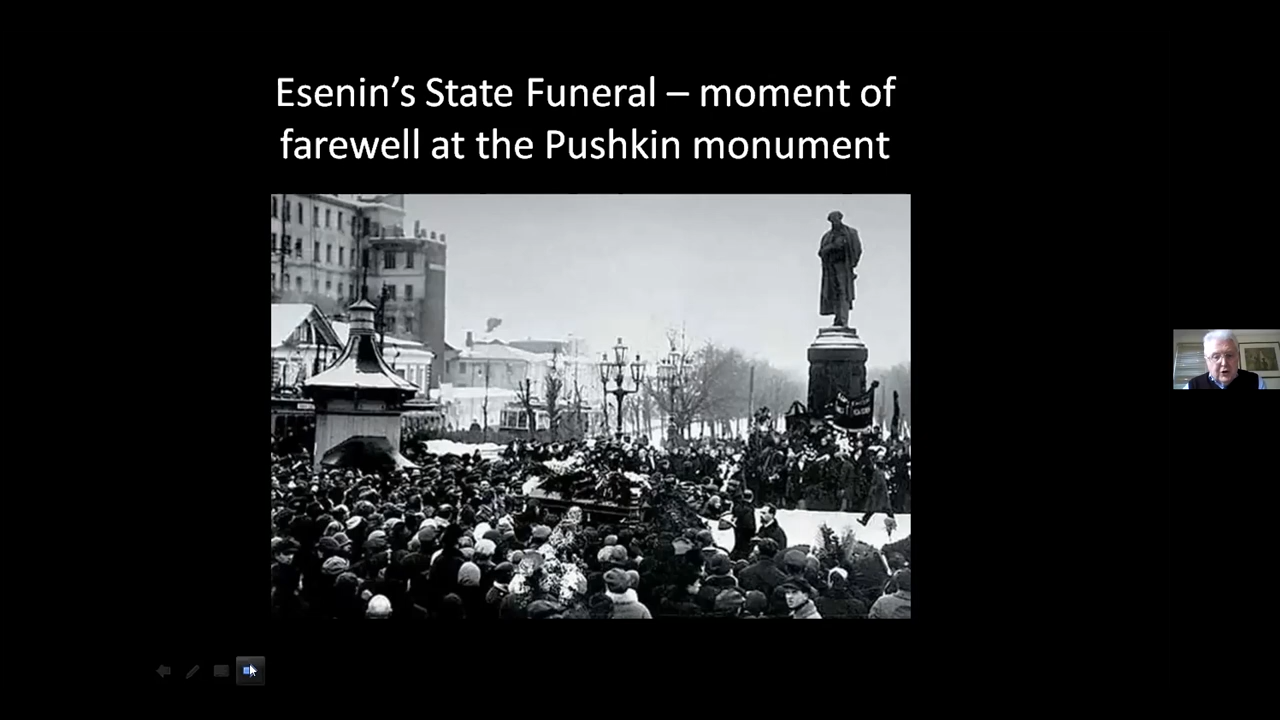 Esenin’s State Funeral – moment of
farewell at the Pushkin monument